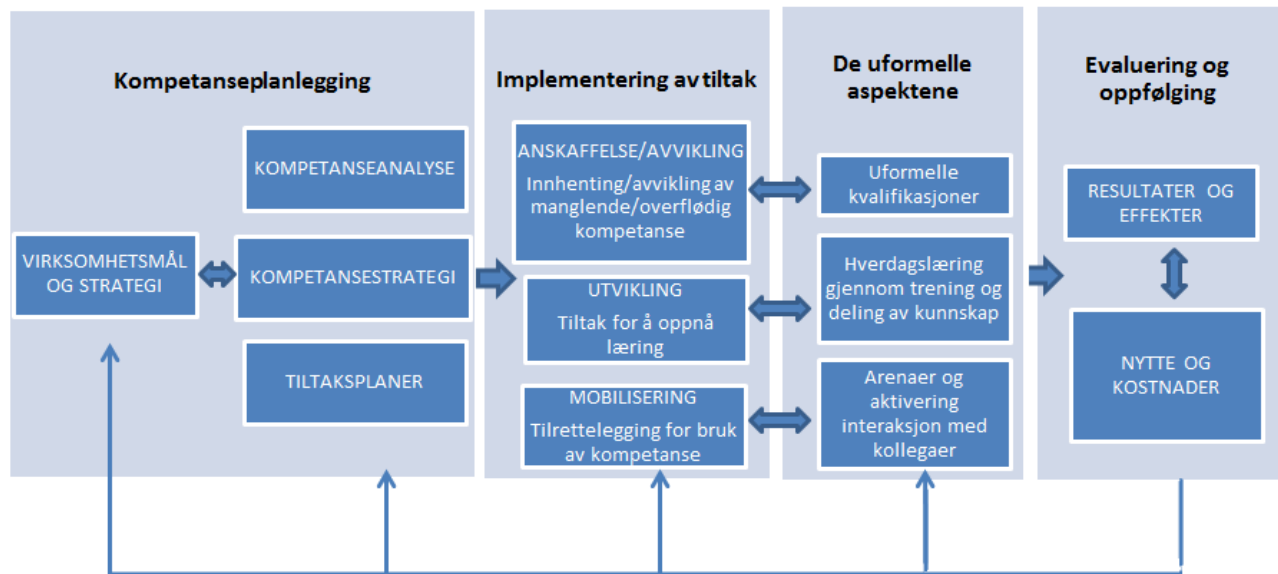 Kompetanseplanlegging
VIRKSOMHETSMÅL
OG STRATEGI
KOMPETANSEANALYSE
KOMPETANSESTRATEGI
TILTAKSPLANER
Implementering av tiltak
ANSKAFFELSE/AVVIKLING
Innhenting/avvikling av
manglende/overflødig
kompetanse
UTVIKLING
Tiltak for å oppnå
læring
MOBILISERING
Tilrettelegging for bruk
av kompetanse
De uformelle
aspektene
Uformelle
kvalifikasjoner
Hverdagslæring
gjennom trening og
deling av kunnskap
Arenaer og
aktivering
interaksjon med
kollegaer
Evaluering og
oppfølging
RESULTATER OG
EFFEKTER
NYTTE OG
KOSTNADER